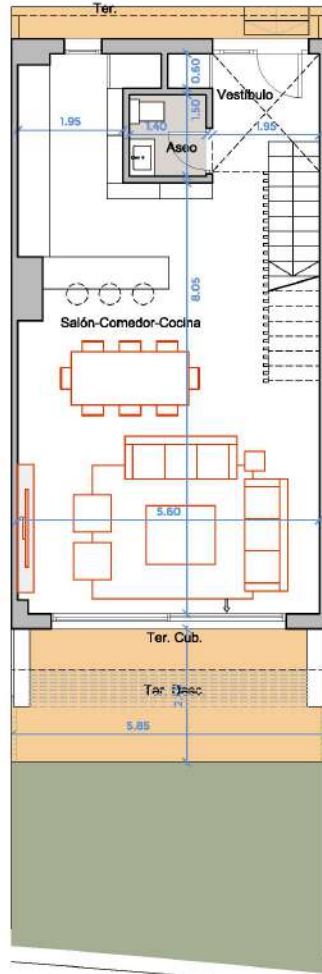 Ter.
0.60
Vestíbulo
1.95
1.40
1.50
1.95
Aseo
8.05
Salón-Comedor-Cocina
5.60
Ter. Cub.
Ter. Desc.
5.85